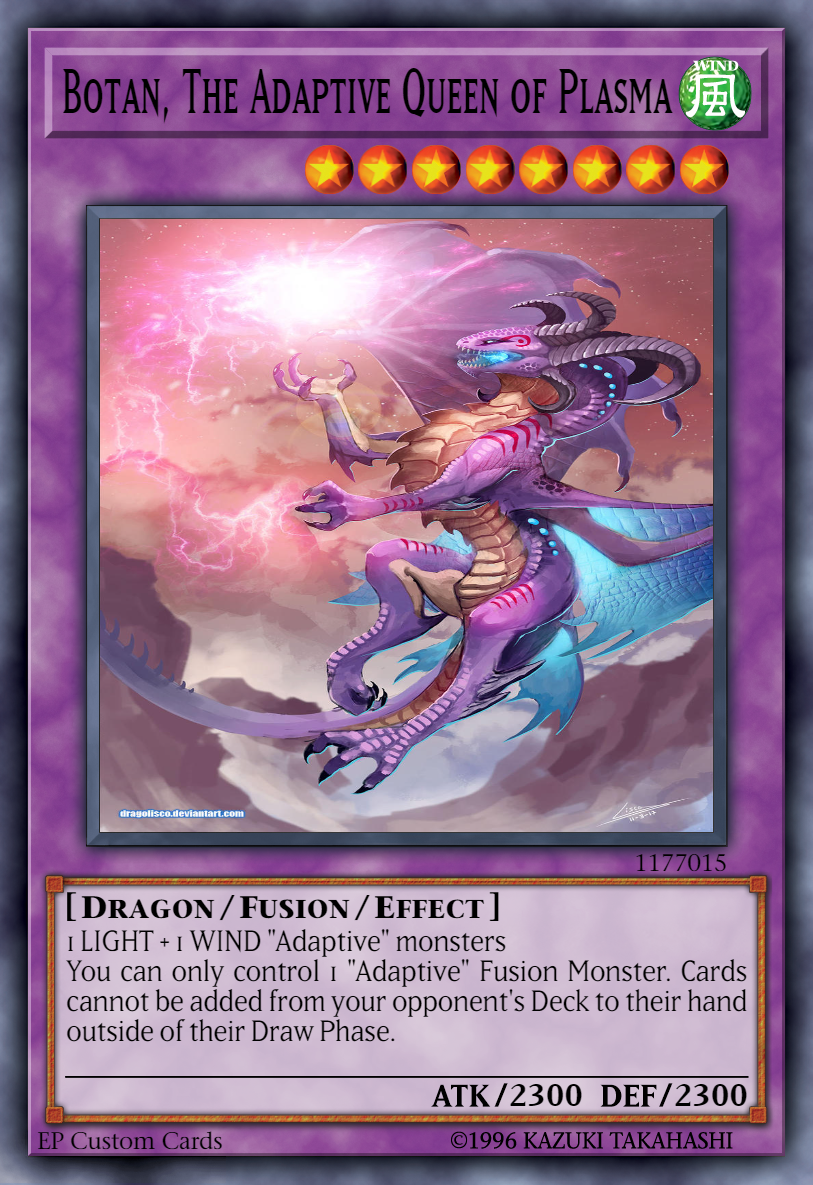 Botan, The Adaptive Queen of Plasma
WIND
風
dragolisco.deviantart.com
1177015
[ Dragon / Fusion / Effect ]
1 LIGHT + 1 WIND "Adaptive" monsters
You can only control 1 "Adaptive" Fusion Monster. Cards
cannot be added from your opponent's Deck to their hand
outside of their Draw Phase.
ATK/2300 DEF/2300
EP Custom Cards
©1996 KAZUKI TAKAHASHI